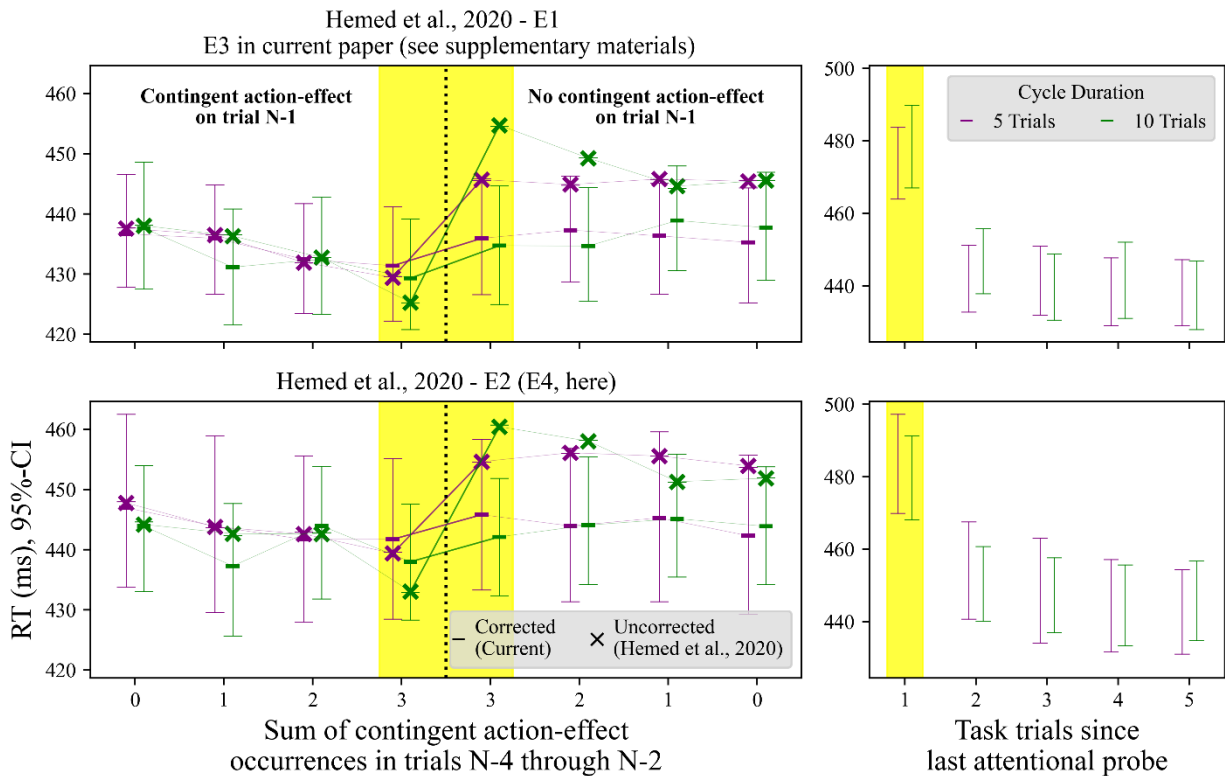 Hemed et al., 2020 - E1
E3 in current paper (see supplementary materials)
460
450
440
430
420
Contingent action-effect
on trial N-1
No contingent action-effect
on trial N-1
500
480
460
440
Cycle Duration
5 Trials
10 Trials
Hemed et al., 2020 - E2 (E4, here)
RT (ms), 95%-CI
460
450
440
430
420
Corrected
(Current)
Uncorrected
(Hemed et al., 2020)
0
1
2
3
3
2
1
0
Sum of contingent action-effect
occurrences in trials N-4 through N-2
500
480
460
440
1
2
3
4
5
Task trials since
last attentional probe